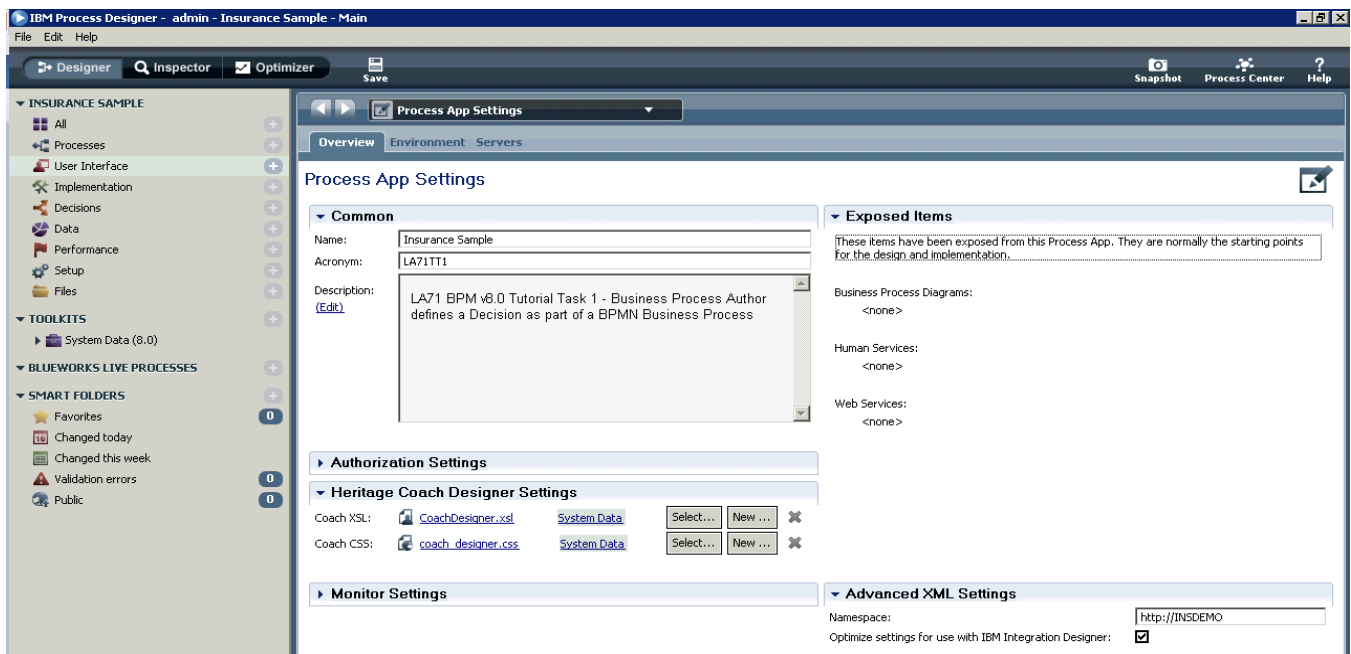 IBM Process Designer - admin - Insurance Sample - Main
File Edit Help
Designer Inspector Optimizer Save Snapshot Process Center Help
INSURANCE SAMPLE
All
Processes
User Interface
Implementation
Decisions
Data
Performance
Setup
Files
TOOLKITS
System Data (8.0)
BLUEWORKS LIVE PROCESSES
SMART FOLDERS
Favorites 0
Changed today
Changed this week
Validation errors 0
Public 0
Process App Settings
Overview Environment Servers
Process App Settings
Common
Name: Insurance Sample
Acronym: LA71TT1
Description:
(Edit)
LA71 BPM v8.0 Tutorial Task 1 - Business Process Author
defines a Decision as part of a BPMN Business Process
Authorization Settings
Heritage Coach Designer Settings
Coach XSL: CoachDesigner.xsl System Data Select... New ...
Coach CSS: coach_designer.css System Data Select... New ...
Monitor Settings
Exposed Items
These items have been exposed from this Process App. They are normally the starting points
for the design and implementation.
Business Process Diagrams:
<none>
Human Services:
<none>
Web Services:
<none>
Advanced XML Settings
Namespace: http://INSDEMO
Optimize settings for use with IBM Integration Designer: